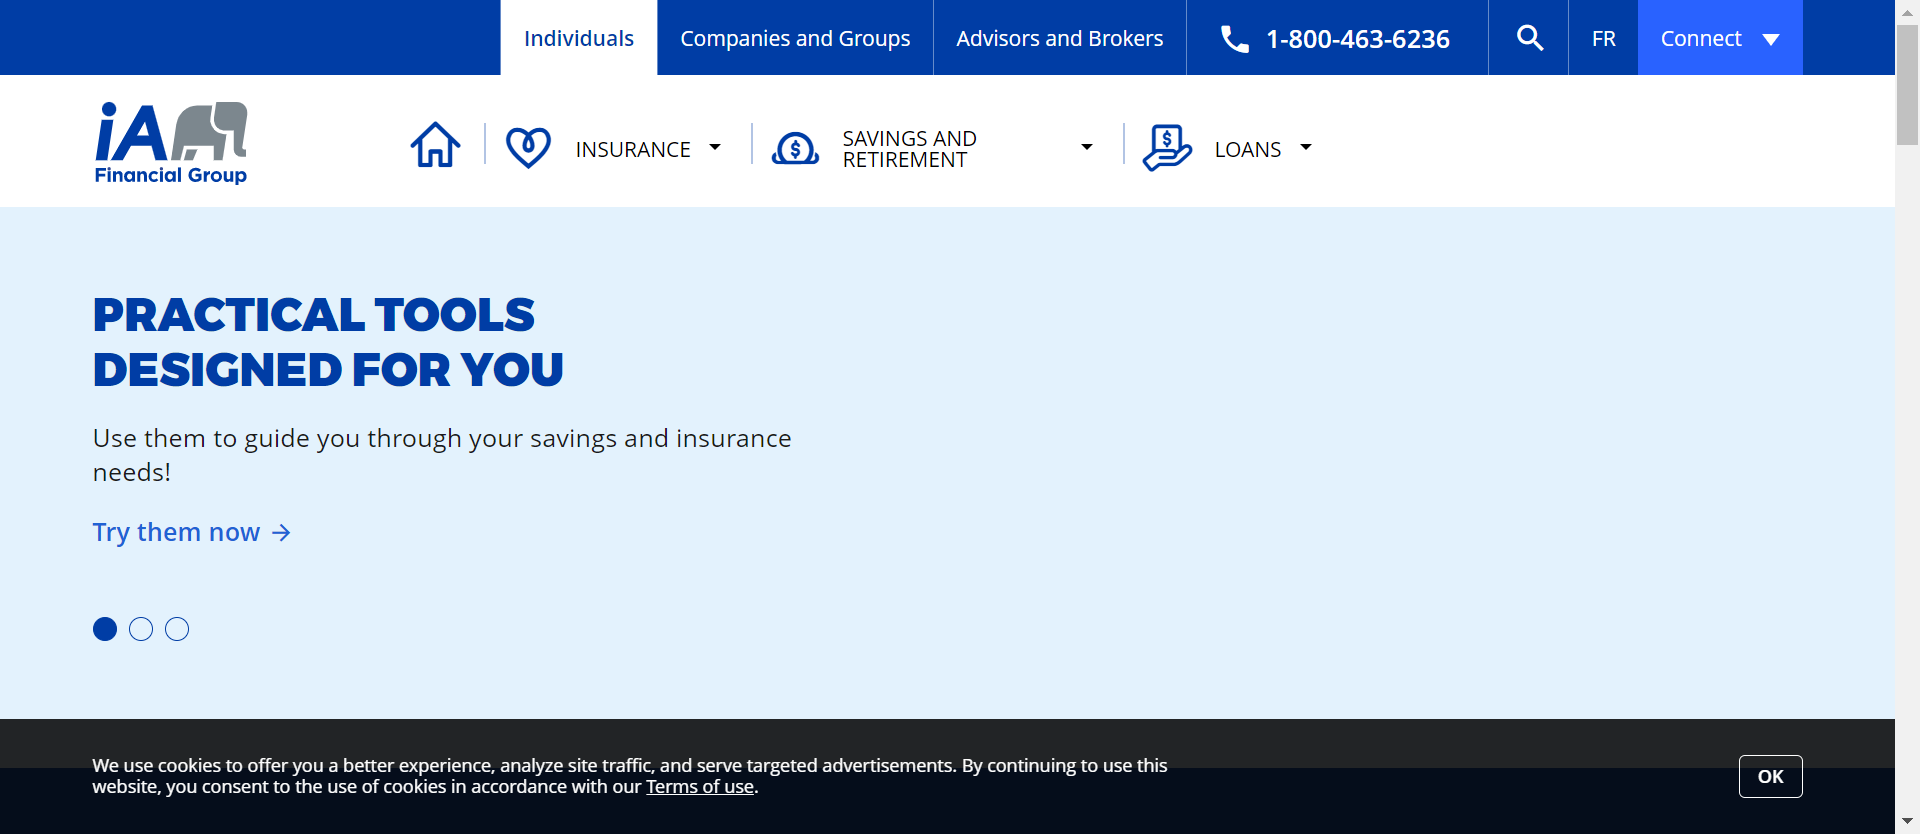 Individuals
Companies and Groups
Advisors and Brokers
1-800-463-6236
FR
Connect
iA
Financial Group
INSURANCE
SAVINGS AND
RETIREMENT
LOANS
PRACTICAL TOOLS
DESIGNED FOR YOU
Use them to guide you through your savings and insurance
needs!
Try them now
We use cookies to offer you a better experience, analyze site traffic, and serve targeted advertisements. By continuing to use this
website, you consent to the use of cookies in accordance with our Terms of use.
OK